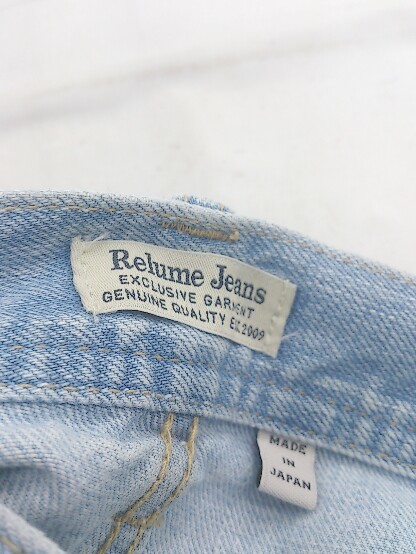 Relume Jeans
EXCLUSIVE GARMENT
GENUINE QUALITY Est.2009
MADE
IN
JAPAN